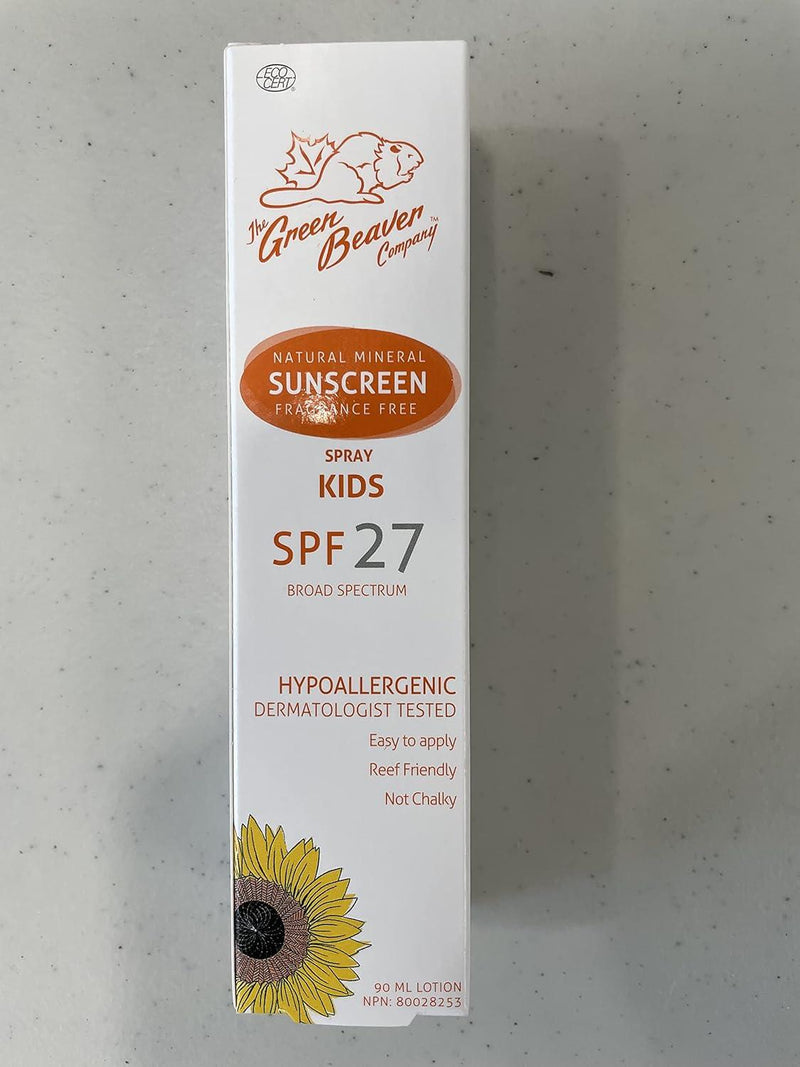 ECO
CERT
®
The Green Beaver Company™
NATURAL MINERAL
SUNSCREEN
FRAGRANCE FREE
SPRAY
KIDS
SPF 27
BROAD SPECTRUM
HYPOALLERGENIC
DERMATOLOGIST TESTED
Easy to apply
Reef Friendly
Not Chalky
90 ML LOTION
NPN: 80028253